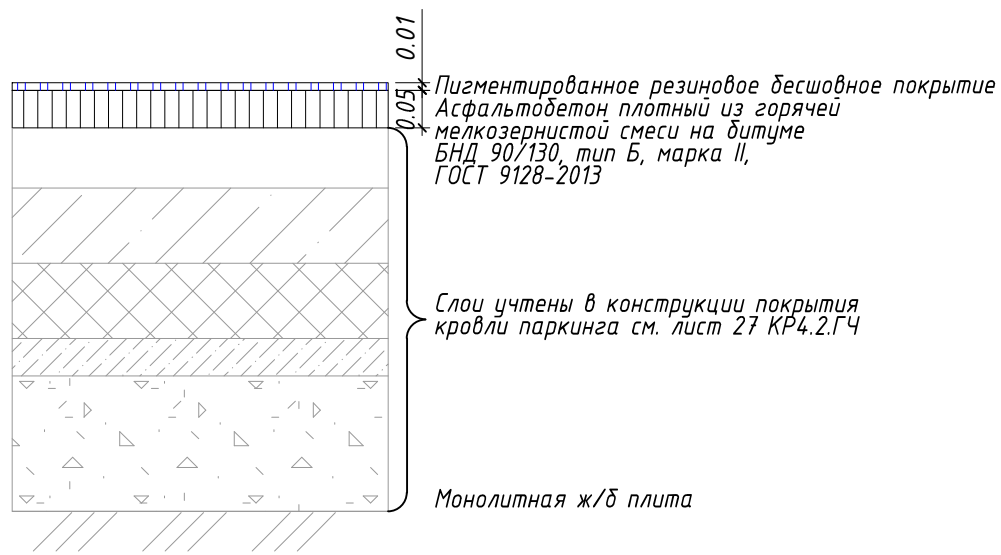 0.01
Пигментированное резиновое бесшовное покрытие
0.05
Асфальтобетон плотный из горячей
мелкозернистой смеси на битуме
БНД 90/130, тип Б, марка II,
ГОСТ 9128-2013
Слои учтены в конструкции покрытия
кровли паркинга см. лист 27 КР4.2.ГЧ
Монолитная ж/б плита